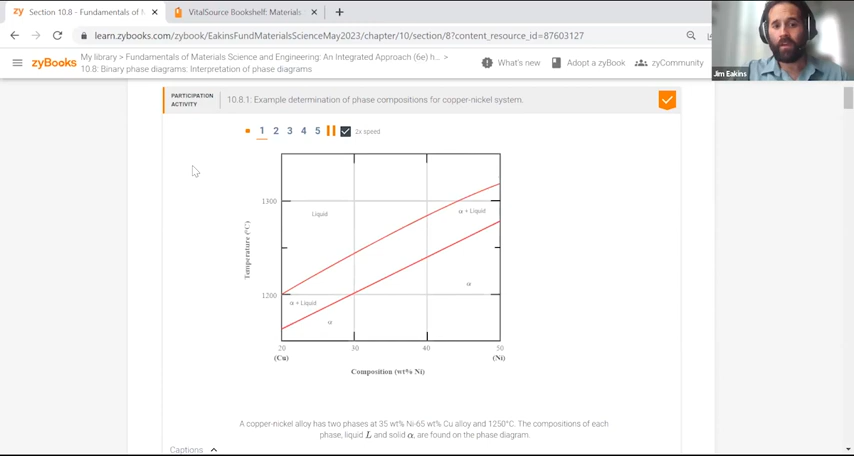 Section 10.8 - Fundamentals of M
VitalSource Bookshelf: Materials
learn.zybooks.com/zybook/EakinsFundMaterialsScienceMay2023/chapter/10/section/8?content_resource_id=87603127
zyBooks
My library > Fundamentals of Materials Science and Engineering: An Integrated Approach (6e) h... >
10.8: Binary phase diagrams: Interpretation of phase diagrams
What's new
Adopt a zyBook
zyCommunity
Jim Eakins
PARTICIPATION
ACTIVITY
10.8.1: Example determination of phase compositions for copper-nickel system.
1 2 3 4 5
2x speed
1300
Liquid
α + Liquid
Temperature (°C)
α
1200
α + Liquid
α
20 30 40 50
(Cu) (Ni)
Composition (wt% Ni)
A copper-nickel alloy has two phases at 35 wt% Ni-65 wt% Cu alloy and 1250°C. The compositions of each
phase, liquid L and solid α, are found on the phase diagram.
Captions